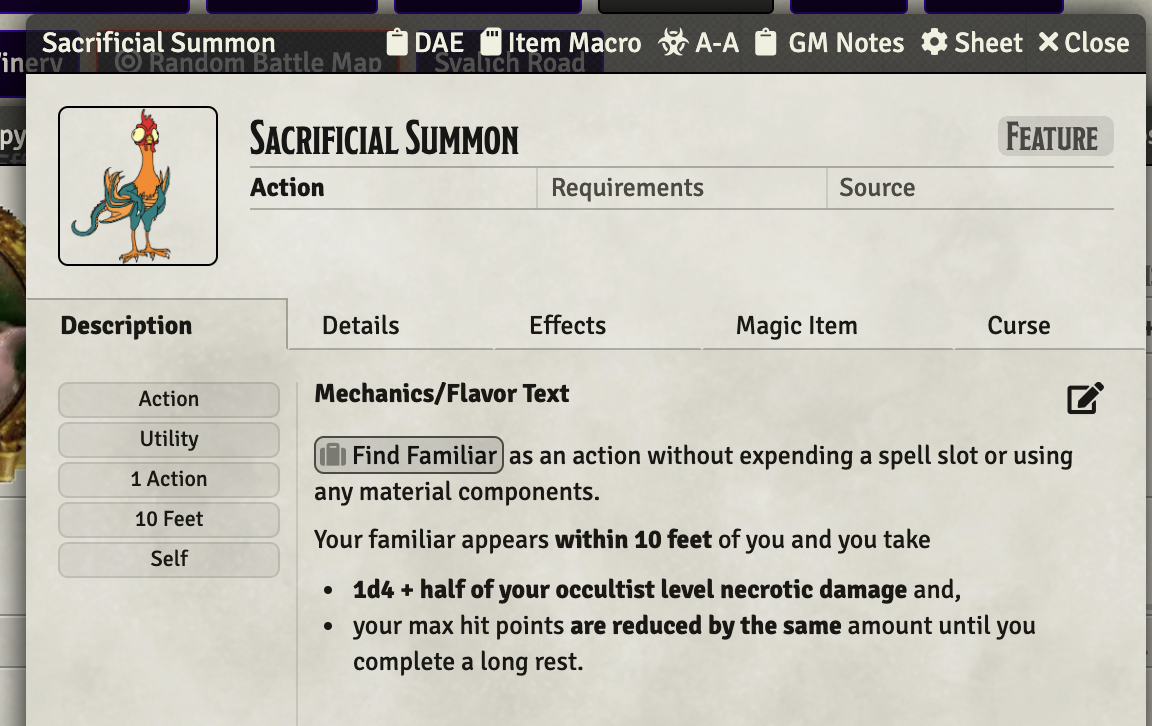 Sacrificial Summon DAE Item Macro A-A GM Notes Sheet Close
Random Battle Map Svalich Road
Sacrificial Summon Feature
Action Requirements Source
Description Details Effects Magic Item Curse
Action
Utility
1 Action
10 Feet
Self
Mechanics/Flavor Text
Find Familiar as an action without expending a spell slot or using
any material components.
Your familiar appears within 10 feet of you and you take
• 1d4 + half of your occultist level necrotic damage and,
• your max hit points are reduced by the same amount until you
complete a long rest.